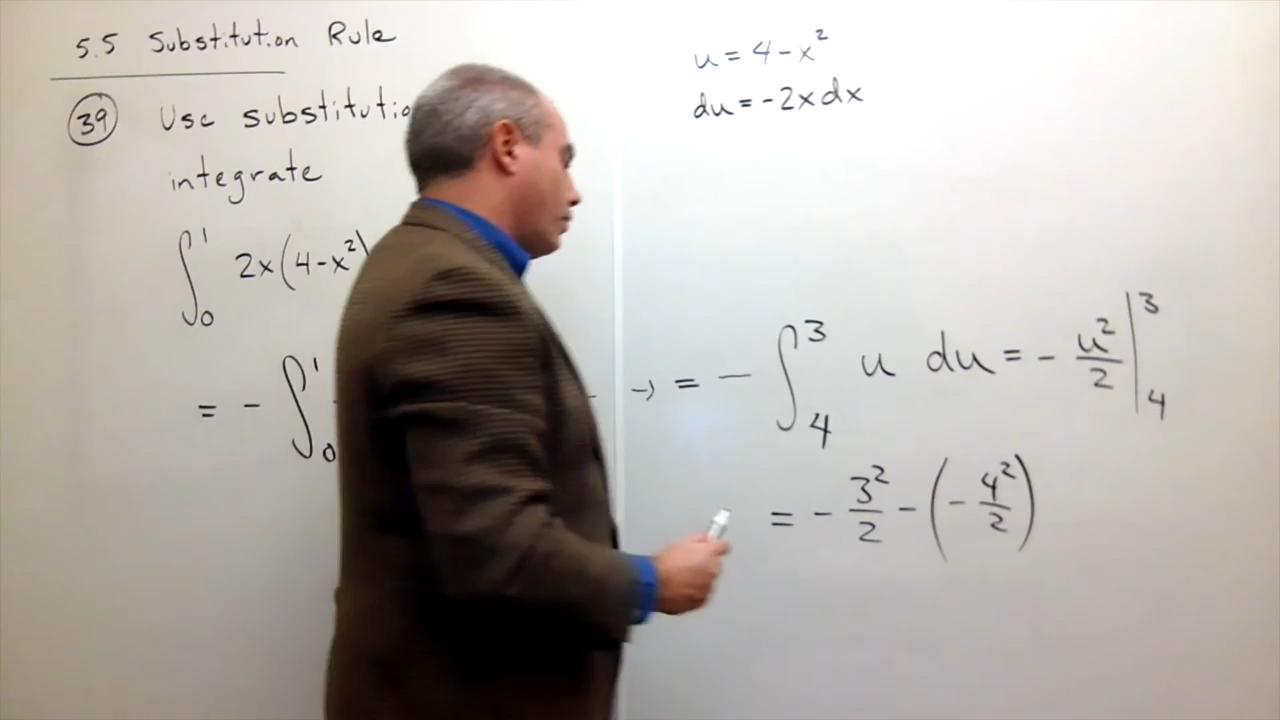 5.5 Substitution Rule
39 Use substitutio
integrate
∫₀¹ 2x(4-x²)
= - ∫₀¹
u = 4-x²
du = -2x dx
→ = - ∫₄³ u du = - u²/2 |₄³
= - 3²/2 - (- 4²/2)